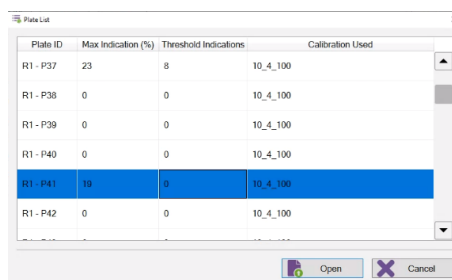 Plate List
Plate ID Max Indication (%) Threshold Indications Calibration Used
R1 - P37 23 8 10_4_100
R1 - P38 0 0 10_4_100
R1 - P39 0 0 10_4_100
R1 - P40 0 0 10_4_100
R1 - P41 19 0 10_4_100
R1 - P42 0 0 10_4_100
Open Cancel